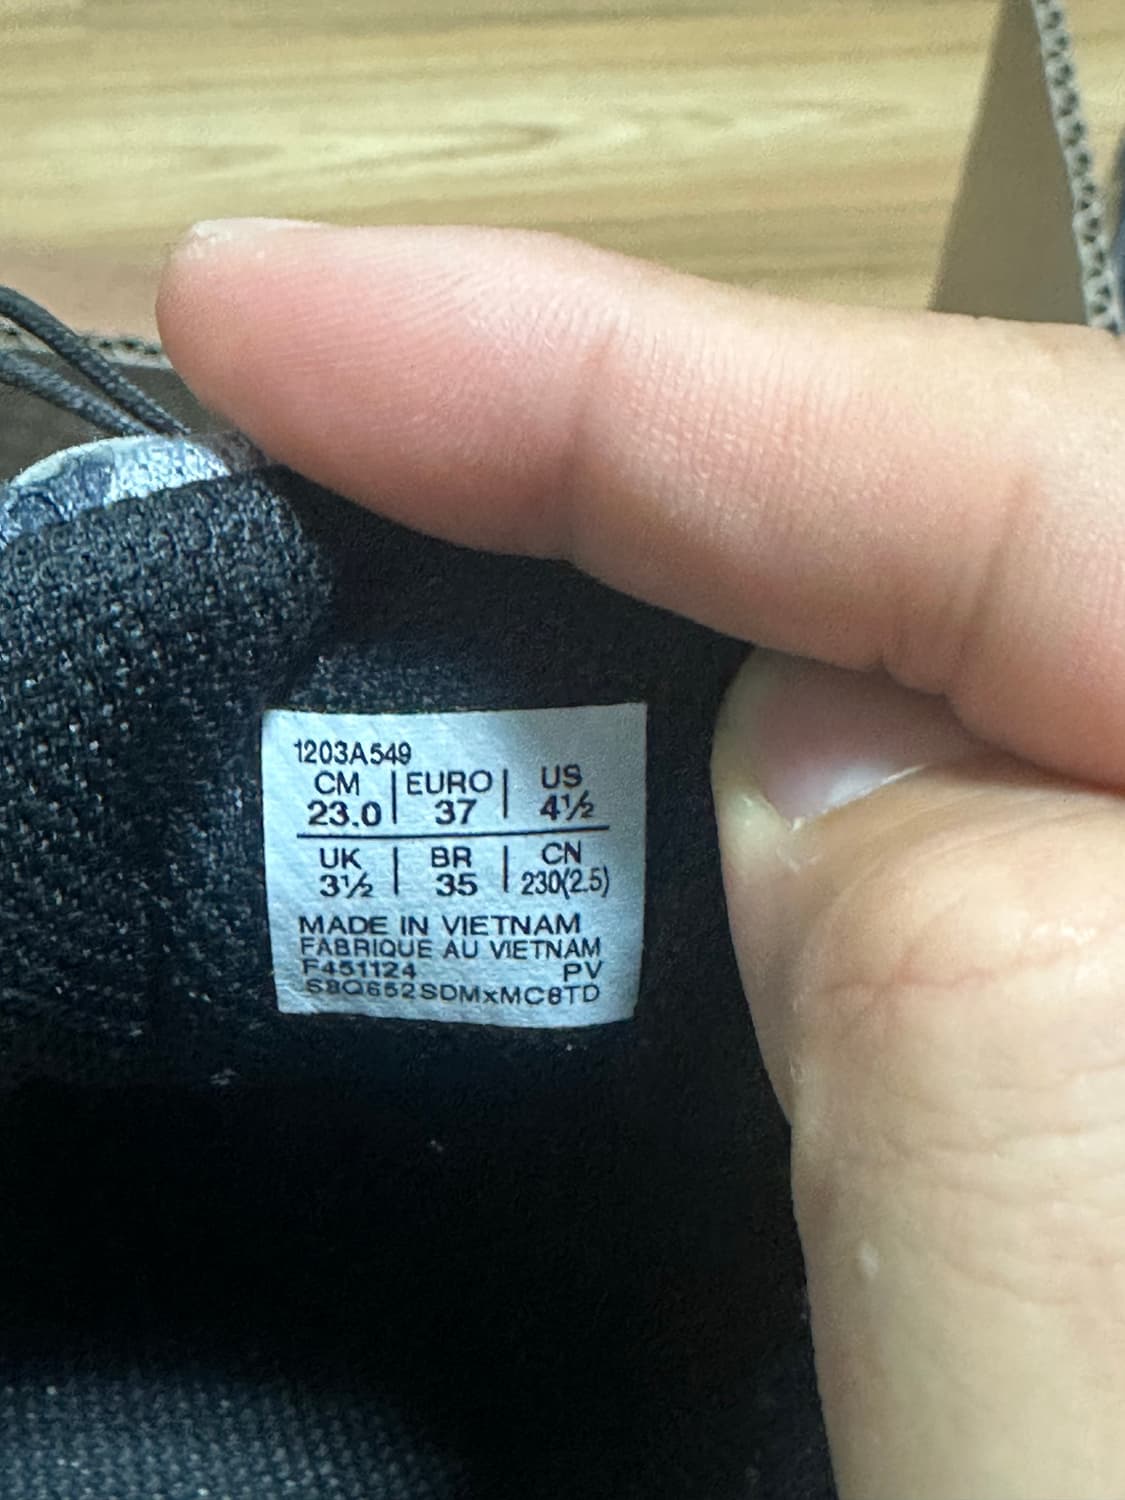 1203A549
CM | EURO | US
23.0 | 37 | 4½
UK | BR | CN
3½ | 35 | 230(2.5)
MADE IN VIETNAM
FABRIQUE AU VIETNAM
F451124 PV
S8Q652SDMxMC8TD